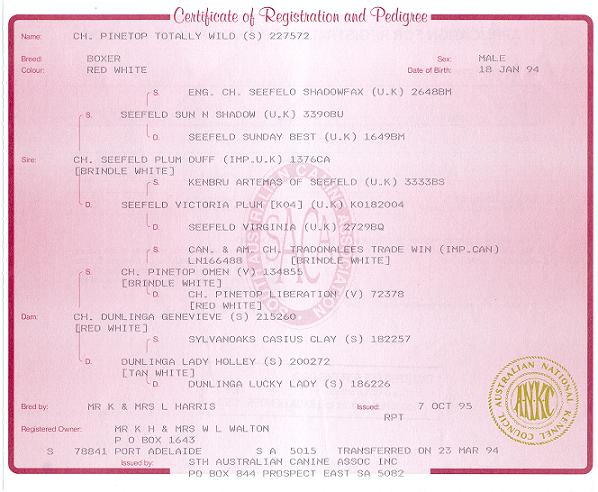 Certificate of Registration and Pedigree
Name: CH. PINETOP TOTALLY WILD (S) 227572
Breed: BOXER Sex: MALE
Colour: RED WHITE Date of Birth: 18 JAN 94
S. ENG. CH. SEEFELO SHADOWFAX (U.K) 2648BM
S. SEEFELD SUN N SHADOW (U.K) 3390BU
D. SEEFELD SUNDAY BEST (U.K) 1649BM
Sire: CH. SEEFELD PLUM DUFF (IMP.U.K) 1376CA
[BRINDLE WHITE]
S. KENBRU ARTEMAS OF SEEFELD (U.K) 3333BS
D. SEEFELD VICTORIA PLUM [K04] (U.K) K0182004
D. SEEFELD VIRGINIA (U.K) 2729BQ
S. CAN. & AM. CH. TRADONALEES TRADE WIN (IMP.CAN)
LN166488 [BRINDLE WHITE]
S. CH. PINETOP OMEN (V) 134855
[BRINDLE WHITE]
D. CH. PINETOP LIBERATION (V) 72378
[RED WHITE]
Dam: CH. DUNLINGA GENEVIEVE (S) 215260
[RED WHITE]
S. SYLVANOAKS CASIUS CLAY (S) 182257
D. DUNLINGA LADY HOLLEY (S) 200272
[TAN WHITE]
D. DUNLINGA LUCKY LADY (S) 186226
Bred by: MR K & MRS L HARRIS Issued: 7 OCT 95
RPT
Registered Owner: MR K H & MRS W L WALTON
P O BOX 1643
S 78841 PORT ADELAIDE S A 5015 TRANSFERRED ON 23 MAR 94
Issued by: STH AUSTRALIAN CANINE ASSOC INC
PO BOX 844 PROSPECT EAST SA 5082
SOUTH AUSTRALIAN CANINE ASSOCIATION
SACA
AUSTRALIAN NATIONAL KENNEL COUNCIL
A.N.K.C